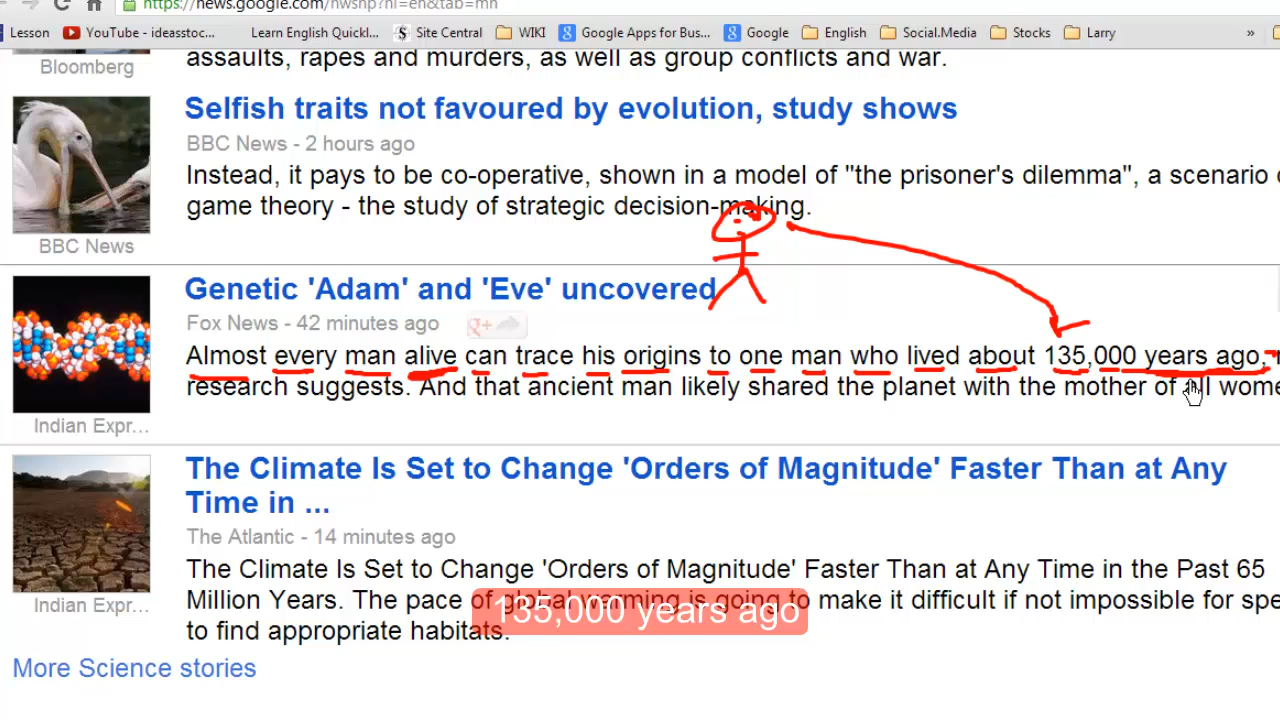 https://news.google.com/nwshp?hl=en&tab=mn
Lesson YouTube - ideasstoc... Learn English Quickl... Site Central WIKI Google Apps for Bus... Google English Social.Media Stocks Larry »
Bloomberg
assaults, rapes and murders, as well as group conflicts and war.
Selfish traits not favoured by evolution, study shows
BBC News - 2 hours ago
Instead, it pays to be co-operative, shown in a model of "the prisoner's dilemma", a scenario
game theory - the study of strategic decision-making.
BBC News
Genetic 'Adam' and 'Eve' uncovered
Fox News - 42 minutes ago
g+
Almost every man alive can trace his origins to one man who lived about 135,000 years ago,
research suggests. And that ancient man likely shared the planet with the mother of all
Indian Expr...
The Climate Is Set to Change 'Orders of Magnitude' Faster Than at Any
Time in ...
The Atlantic - 14 minutes ago
The Climate Is Set to Change 'Orders of Magnitude' Faster Than at Any Time in the Past 65
Million Years. The pace of global warming is going to make it difficult if not impossible for
to find appropriate habitats.
135,000 years ago
Indian Expr...
More Science stories